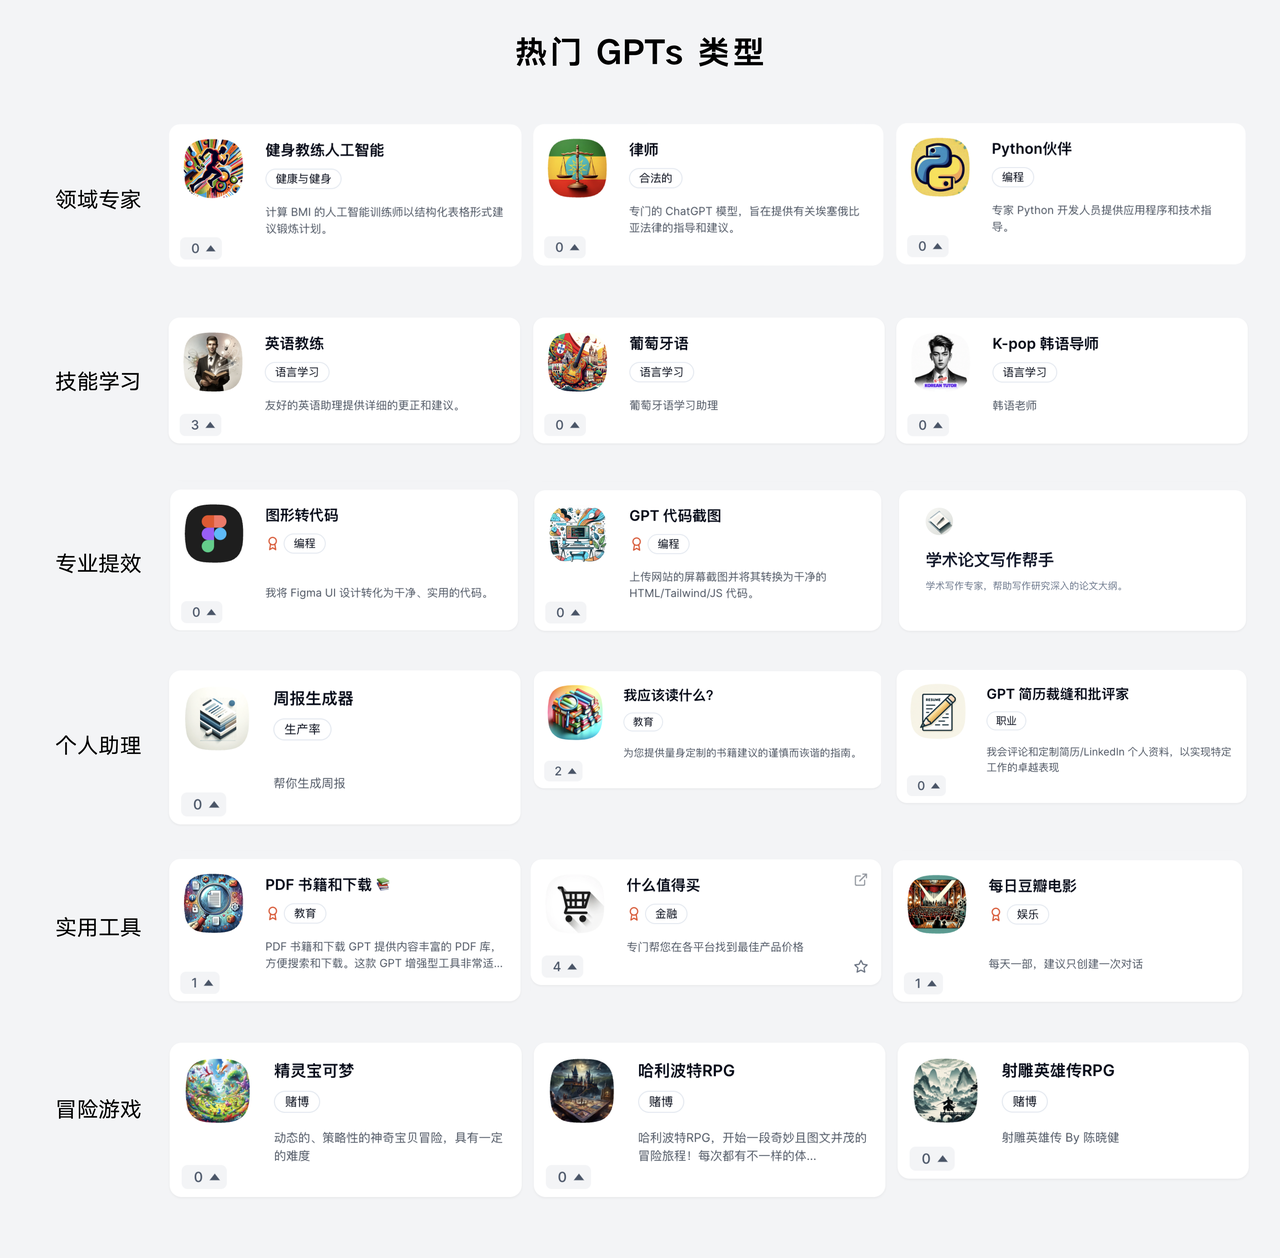 热门 GPTs 类型
领域专家
健身教练人工智能
健康与健身
计算 BMI 的人工智能训练师以结构化表格形式建
议锻炼计划。
0
律师
合法的
专门的 ChatGPT 模型，旨在提供有关埃塞俄比
亚法律的指导和建议。
0
Python伙伴
编程
专家 Python 开发人员提供应用程序和技术指
导。
0
技能学习
英语教练
语言学习
友好的英语助理提供详细的更正和建议。
3
葡萄牙语
语言学习
葡萄牙语学习助理
0
KOREAN TUTOR
K-pop 韩语导师
语言学习
韩语老师
0
专业提效
图形转代码
编程
我将 Figma UI 设计转化为干净、实用的代码。
0
GPT 代码截图
编程
上传网站的屏幕截图并将其转换为干净的
HTML/Tailwind/JS 代码。
0
学术论文写作帮手
学术写作专家，帮助写作研究深入的论文大纲。
个人助理
周报生成器
生产率
帮你生成周报
0
我应该读什么?
教育
为您提供量身定制的书籍建议的谨慎而诙谐的指南。
2
RESUME
GPT 简历裁缝和批评家
职业
我会评论和定制简历/LinkedIn 个人资料，以实现特定
工作的卓越表现
0
实用工具
PDF 书籍和下载
教育
PDF 书籍和下载 GPT 提供内容丰富的 PDF 库，
方便搜索和下载。这款 GPT 增强型工具非常适...
1
什么值得买
金融
专门帮您在各平台找到最佳产品价格
4
每日豆瓣电影
娱乐
每天一部，建议只创建一次对话
1
冒险游戏
精灵宝可梦
赌博
动态的、策略性的神奇宝贝冒险，具有一定
的难度
0
哈利波特RPG
赌博
哈利波特RPG，开始一段奇妙且图文并茂的
冒险旅程！每次都有不一样的体...
0
射雕英雄传RPG
赌博
射雕英雄传 By 陈晓健
0